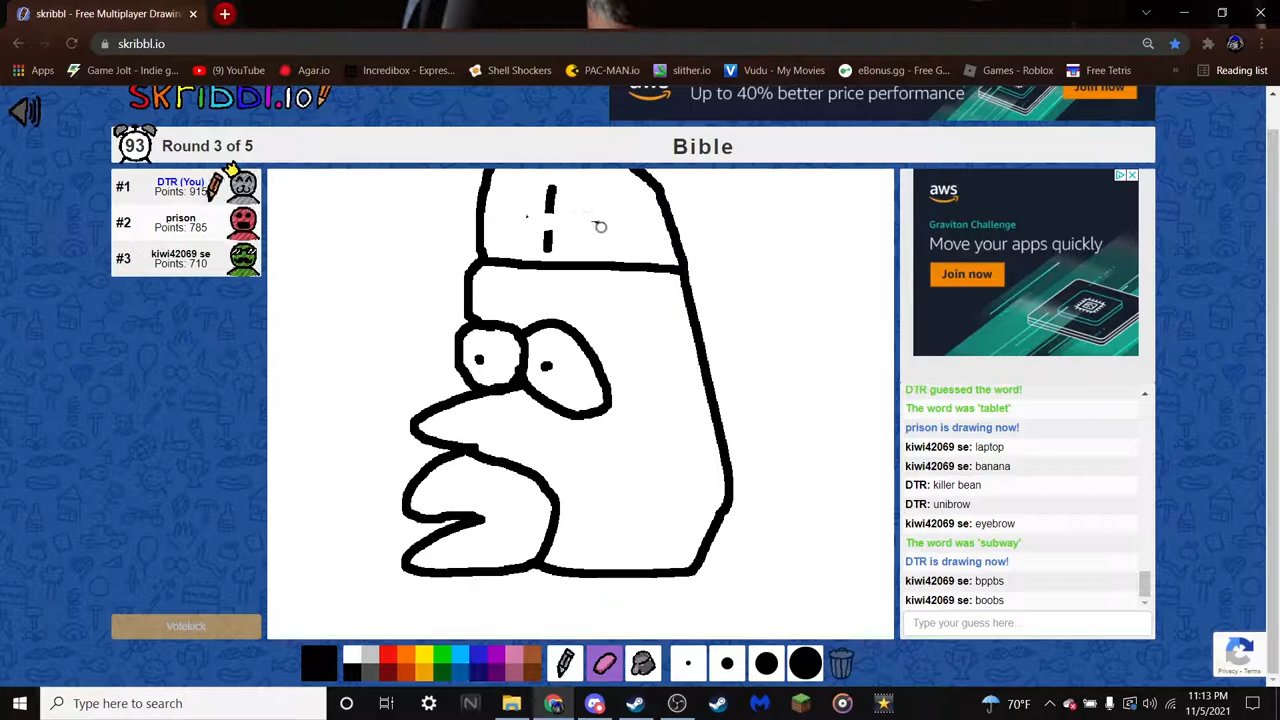 skribbl - Free Multiplayer Drawin
skribbl.io
Apps
Game Jolt - Indie g...
(9) YouTube
Agar.io
Incredibox - Expres...
Shell Shockers
PAC-MAN.io
slither.io
Vudu - My Movies
eBonus.gg - Free G...
Games - Roblox
Free Tetris
»
Reading list
skribbl.io
aws
Up to 40% better price performance
Join now
93
Round 3 of 5
Bible
#1
DTR (You)
Points: 915
#2
prison
Points: 785
#3
kiwi42069 se
Points: 710
aws
Graviton Challenge
Move your apps quickly
Join now
DTR guessed the word!
The word was 'tablet'
prison is drawing now!
kiwi42069 se: laptop
kiwi42069 se: banana
DTR: killer bean
DTR: unibrow
kiwi42069 se: eyebrow
The word was 'subway'
DTR is drawing now!
kiwi42069 se: bppbs
kiwi42069 se: boobs
Type your guess here...
Votekick
Privacy - Terms
Type here to search
70°F
11:13 PM
11/5/2021